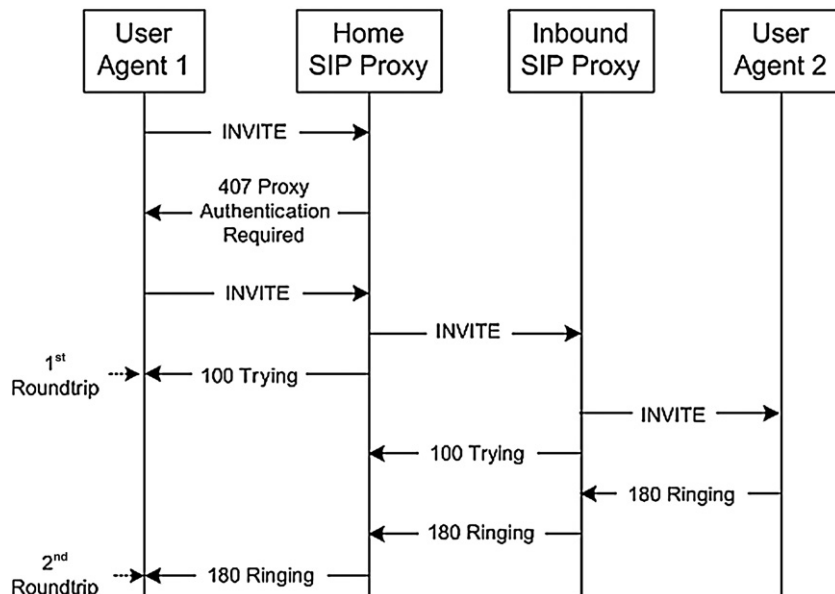 User
Agent 1
Home
SIP Proxy
Inbound
SIP Proxy
User
Agent 2
INVITE
407 Proxy
Authentication
Required
INVITE
INVITE
1st
Roundtrip
100 Trying
INVITE
100 Trying
180 Ringing
180 Ringing
2nd
Roundtrip
180 Ringing